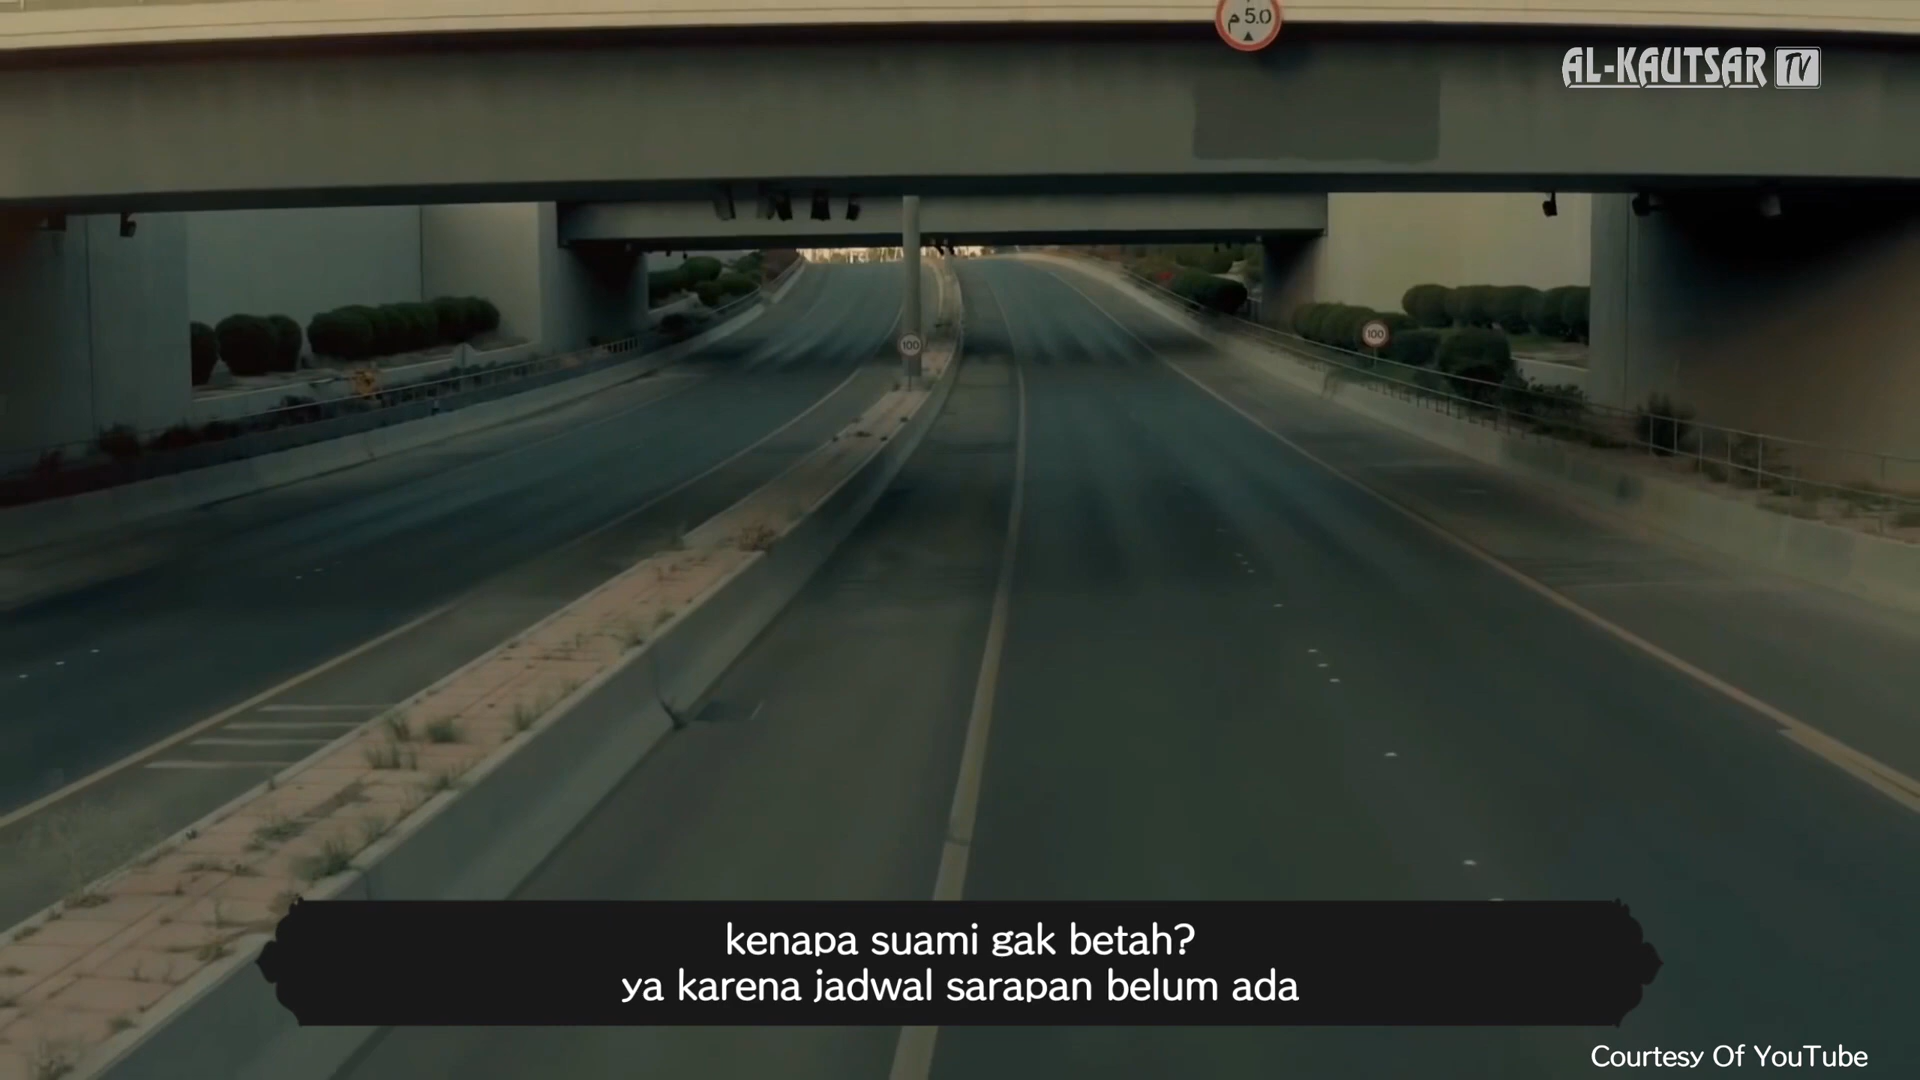 5.0 م
AL-KAUTSAR TV
100
100
kenapa suami gak betah?
ya karena jadwal sarapan belum ada
Courtesy Of YouTube